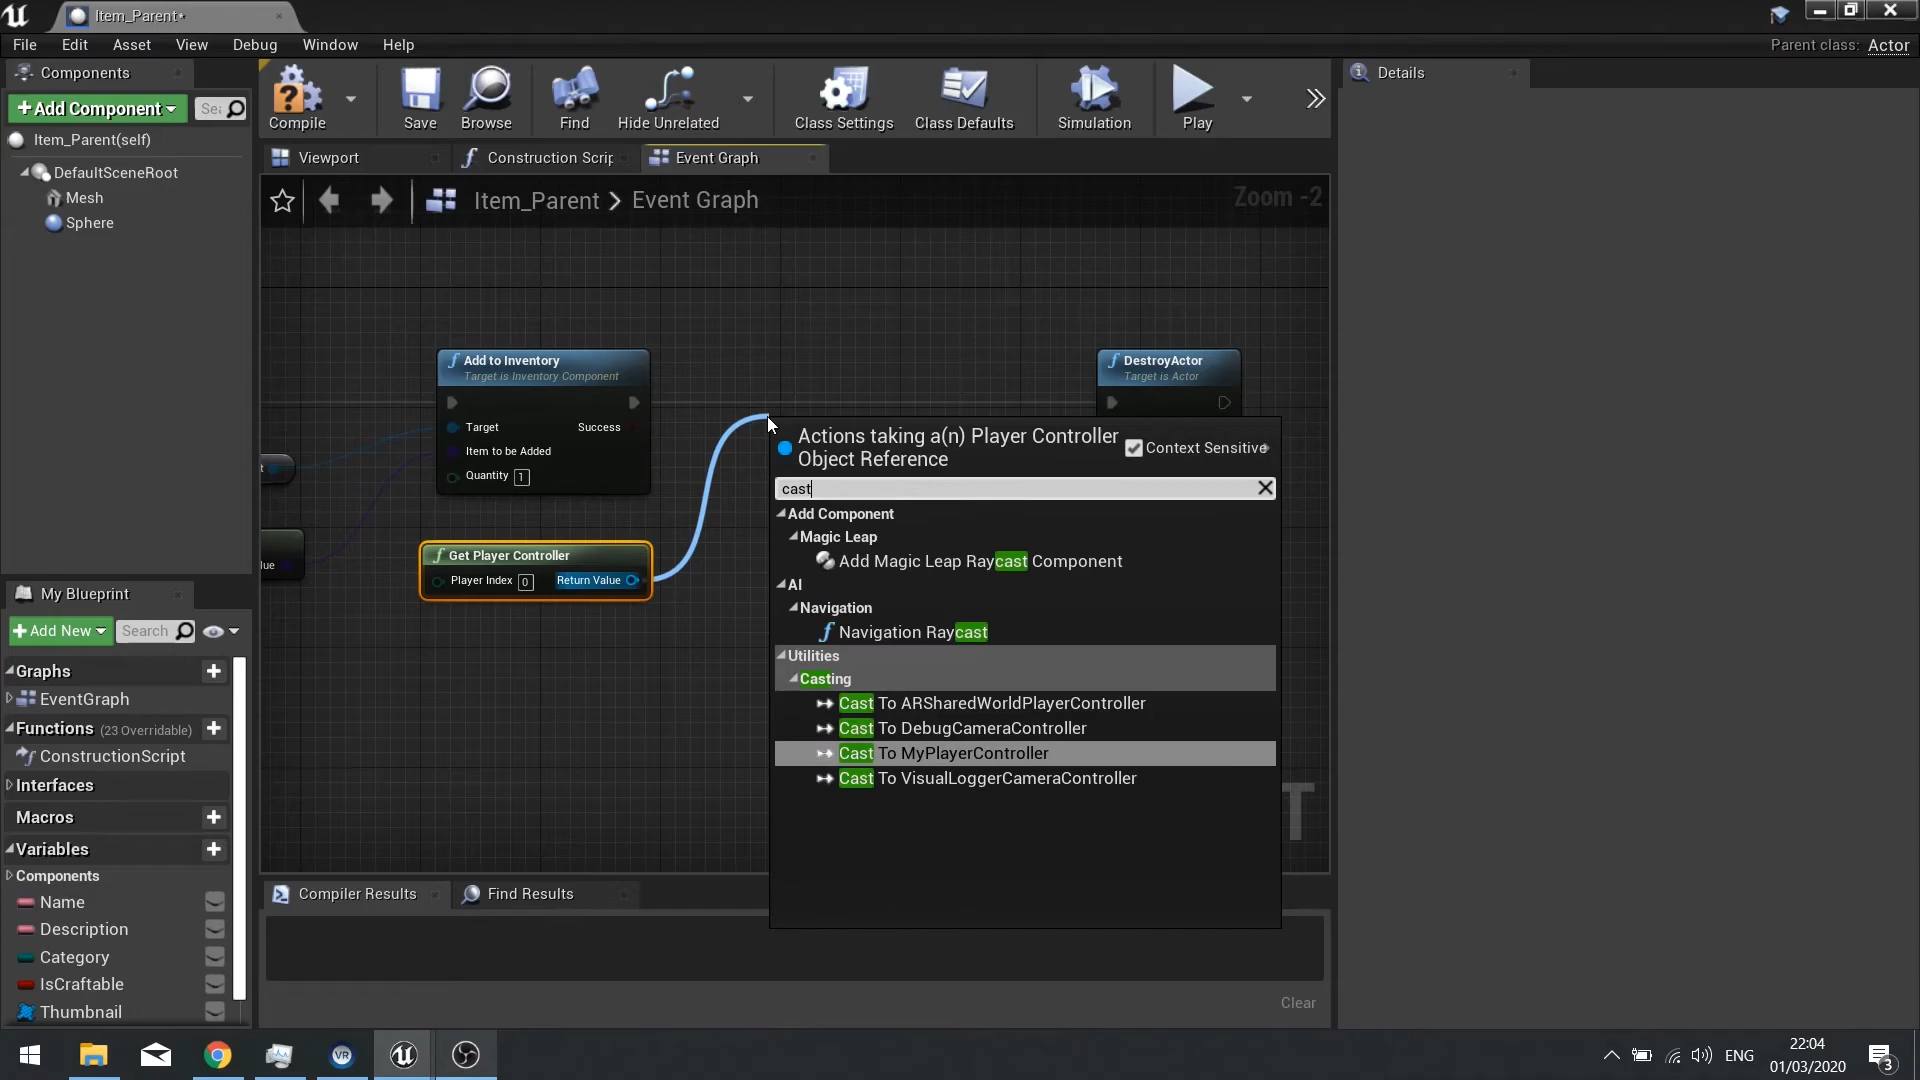 Item_Parent*
File Edit Asset View Debug Window Help
Parent class: Actor
Components
Details
+Add Component
Sea
Compile
Save
Browse
Find
Hide Unrelated
Class Settings
Class Defaults
Simulation
Play
Item_Parent(self)
DefaultSceneRoot
Mesh
Sphere
Viewport
Construction Scrip
Event Graph
Item_Parent > Event Graph
Zoom -2
Add to Inventory
Target is Inventory Component
Target
Success
Item to be Added
Quantity 1
t
lue
DestroyActor
Target is Actor
Get Player Controller
Player Index 0
Return Value
Actions taking a(n) Player Controller
Object Reference
Context Sensitive
cast
Add Component
Magic Leap
Add Magic Leap Raycast Component
AI
Navigation
Navigation Raycast
Utilities
Casting
Cast To ARSharedWorldPlayerController
Cast To DebugCameraController
Cast To MyPlayerController
Cast To VisualLoggerCameraController
T
My Blueprint
+Add New
Search
Graphs
EventGraph
Functions (23 Overridable)
ConstructionScript
Interfaces
Macros
Variables
Components
Name
Description
Category
IsCraftable
Thumbnail
Compiler Results
Find Results
Clear
VR
ENG
22:04
01/03/2020
3